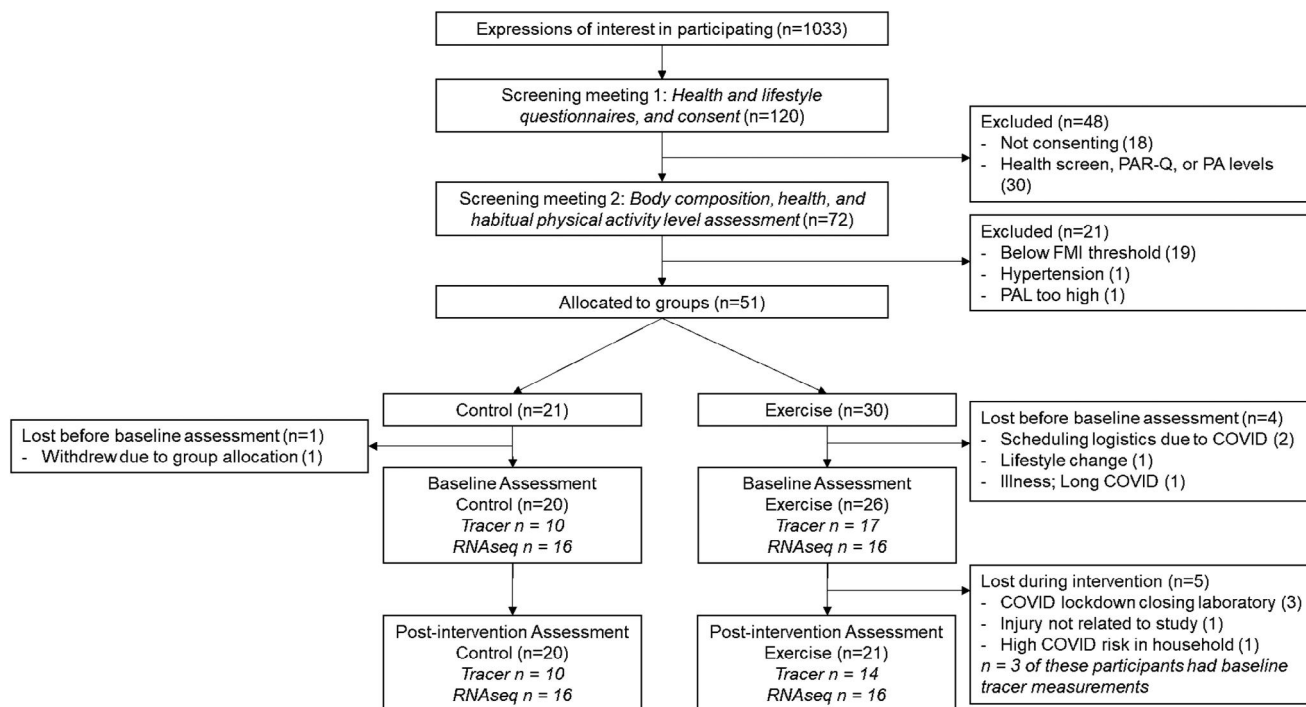 Expressions of interest in participating (n=1033)
Screening meeting 1: Health and lifestyle
questionnaires, and consent (n=120)
Excluded (n=48)
- Not consenting (18)
- Health screen, PAR-Q, or PA levels
(30)
Screening meeting 2: Body composition, health, and
habitual physical activity level assessment (n=72)
Excluded (n=21)
- Below FMI threshold (19)
- Hypertension (1)
- PAL too high (1)
Allocated to groups (n=51)
Control (n=21)
Exercise (n=30)
Lost before baseline assessment (n=1)
- Withdrew due to group allocation (1)
Lost before baseline assessment (n=4)
- Scheduling logistics due to COVID (2)
- Lifestyle change (1)
- Illness; Long COVID (1)
Baseline Assessment
Control (n=20)
Tracer n = 10
RNAseq n = 16
Baseline Assessment
Exercise (n=26)
Tracer n = 17
RNAseq n = 16
Lost during intervention (n=5)
- COVID lockdown closing laboratory (3)
- Injury not related to study (1)
- High COVID risk in household (1)
n = 3 of these participants had baseline
tracer measurements
Post-intervention Assessment
Control (n=20)
Tracer n = 10
RNAseq n = 16
Post-intervention Assessment
Exercise (n=21)
Tracer n = 14
RNAseq n = 16